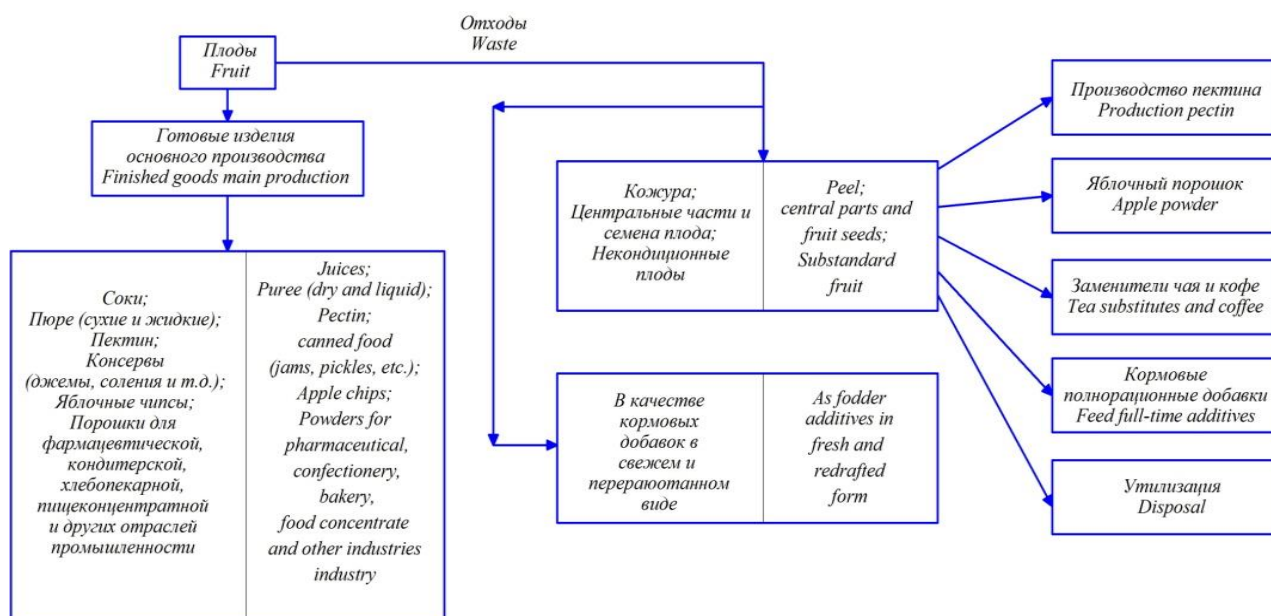 Отходы
Waste
Плоды
Fruit
Готовые изделия
основного производства
Finished goods main production
Соки;
Пюре (сухие и жидкие);
Пектин;
Консервы
(джемы, соления и т.д.);
Яблочные чипсы;
Порошки для
фармацевтической,
кондитерской,
хлебопекарной,
пищеконцентратной
и других отраслей
промышленности
Juices;
Puree (dry and liquid);
Pectin;
canned food
(jams, pickles, etc.);
Apple chips;
Powders for
pharmaceutical,
confectionery,
bakery,
food concentrate
and other industries
industry
Кожура;
Центральные части и
семена плода;
Некондиционные
плоды
Peel;
central parts and
fruit seeds;
Substandard
fruit
В качестве
кормовых
добавок в
свежем и
перераютанном
виде
As fodder
additives in
fresh and
redrafted
form
Производство пектина
Production pectin
Яблочный порошок
Apple powder
Заменители чая и кофе
Tea substitutes and coffee
Кормовые
полнорационные добавки
Feed full-time additives
Утилизация
Disposal